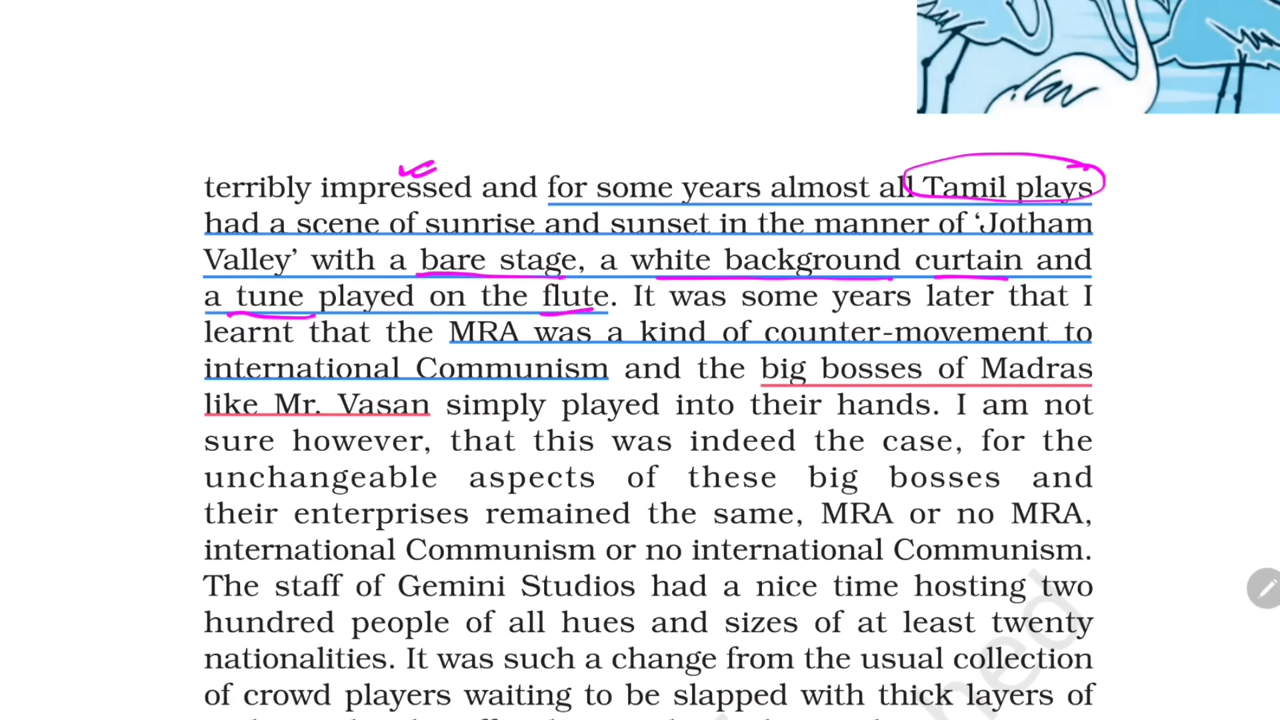 terribly impressed and for some years almost all Tamil plays
had a scene of sunrise and sunset in the manner of ‘Jotham
Valley’ with a bare stage, a white background curtain and
a tune played on the flute. It was some years later that I
learnt that the MRA was a kind of counter-movement to
international Communism and the big bosses of Madras
like Mr. Vasan simply played into their hands. I am not
sure however, that this was indeed the case, for the
unchangeable aspects of these big bosses and
their enterprises remained the same, MRA or no MRA,
international Communism or no international Communism.
The staff of Gemini Studios had a nice time hosting two
hundred people of all hues and sizes of at least twenty
nationalities. It was such a change from the usual collection
of crowd players waiting to be slapped with thick layers of